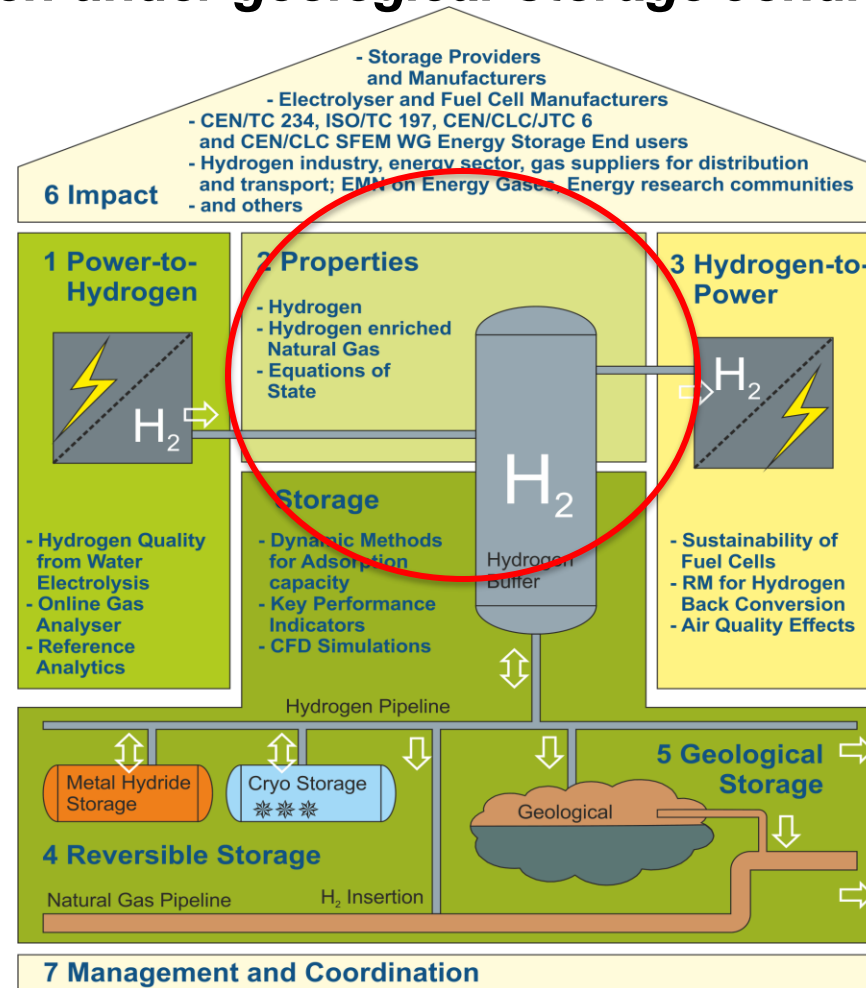 under geological storage
- Storage Providers
and Manufacturers
- Electrolyser and Fuel Cell Manufacturers
- CEN/TC 234, ISO/TC 197, CEN/CLC/JTC 6
and CEN/CLC SFEM WG Energy Storage End users
- Hydrogen industry, energy sector, gas suppliers for distribution
and transport; EMN on Energy Gases, Energy research communities
- and others
6 Impact
1 Power-to-
Hydrogen
H2
- Hydrogen Quality
from Water
Electrolysis
- Online Gas
Analyser
- Reference
Analytics
2 Properties
- Hydrogen
- Hydrogen enriched
Natural Gas
- Equations of
State
3 Hydrogen-to-
Power
H2
- Sustainability of
Fuel Cells
- RM for Hydrogen
Back Conversion
- Air Quality Effects
Storage
- Dynamic Methods
for Adsorption
capacity
- Key Performance
Indicators
- CFD Simulations
H2
Hydrogen
Buffer
Hydrogen Pipeline
Metal Hydride
Storage
Cryo Storage
Geological
5 Geological
Storage
4 Reversible Storage
Natural Gas Pipeline
H2 Insertion
7 Management and Coordination